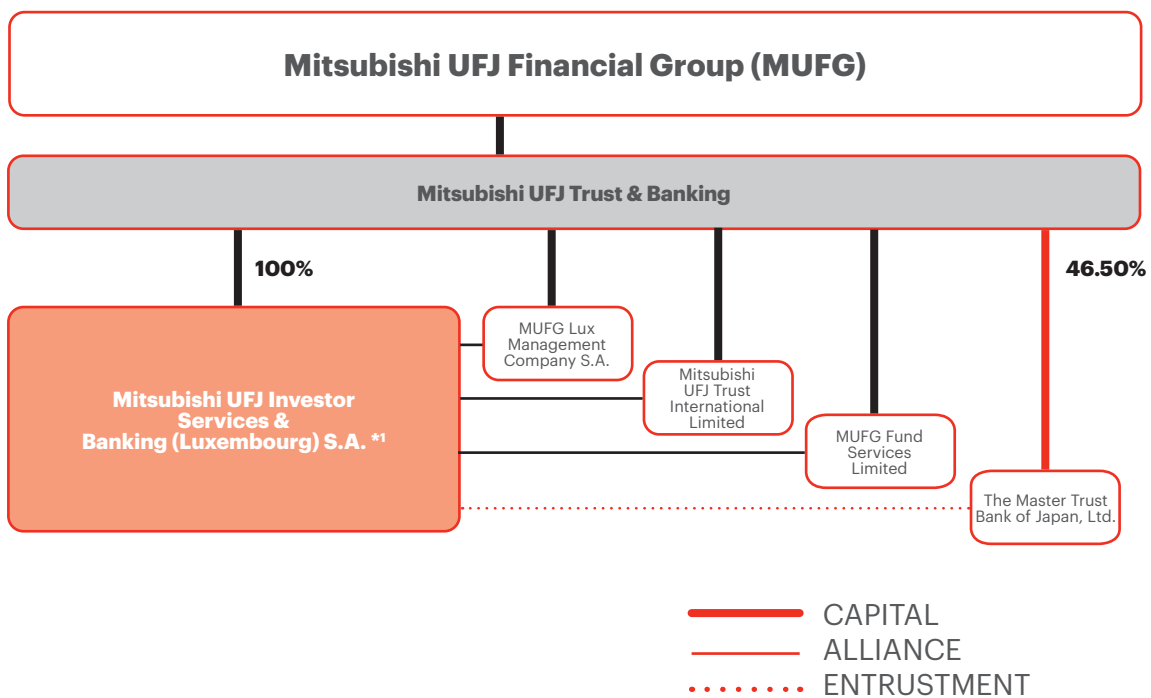 Mitsubishi UFJ Financial Group (MUFG)
Mitsubishi UFJ Trust & Banking
100%
46.50%
MUFG Lux
Management
Company S.A.
Mitsubishi
UFJ Trust
International
Limited
Mitsubishi UFJ Investor
Services &
Banking (Luxembourg) S.A. *1
MUFG Fund
Services
Limited
The Master Trust
Bank of Japan, Ltd.
CAPITAL
ALLIANCE
ENTRUSTMENT